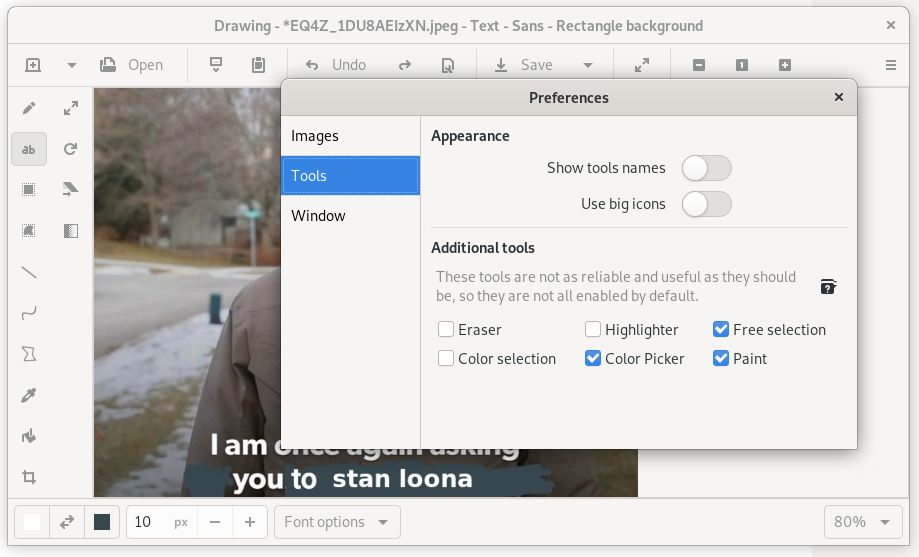 Drawing - *EQ4Z_1DU8AElzXN.jpeg - Text - Sans - Rectangle background
Open
Undo
Save
1
Preferences
ab
Images
Tools
Window
Appearance
Show tools names
Use big icons
Additional tools
These tools are not as reliable and useful as they should
be, so they are not all enabled by default.
Eraser
Highlighter
Free selection
Color selection
Color Picker
Paint
I am once again asking
you to stan loona
10 px
Font options
80%